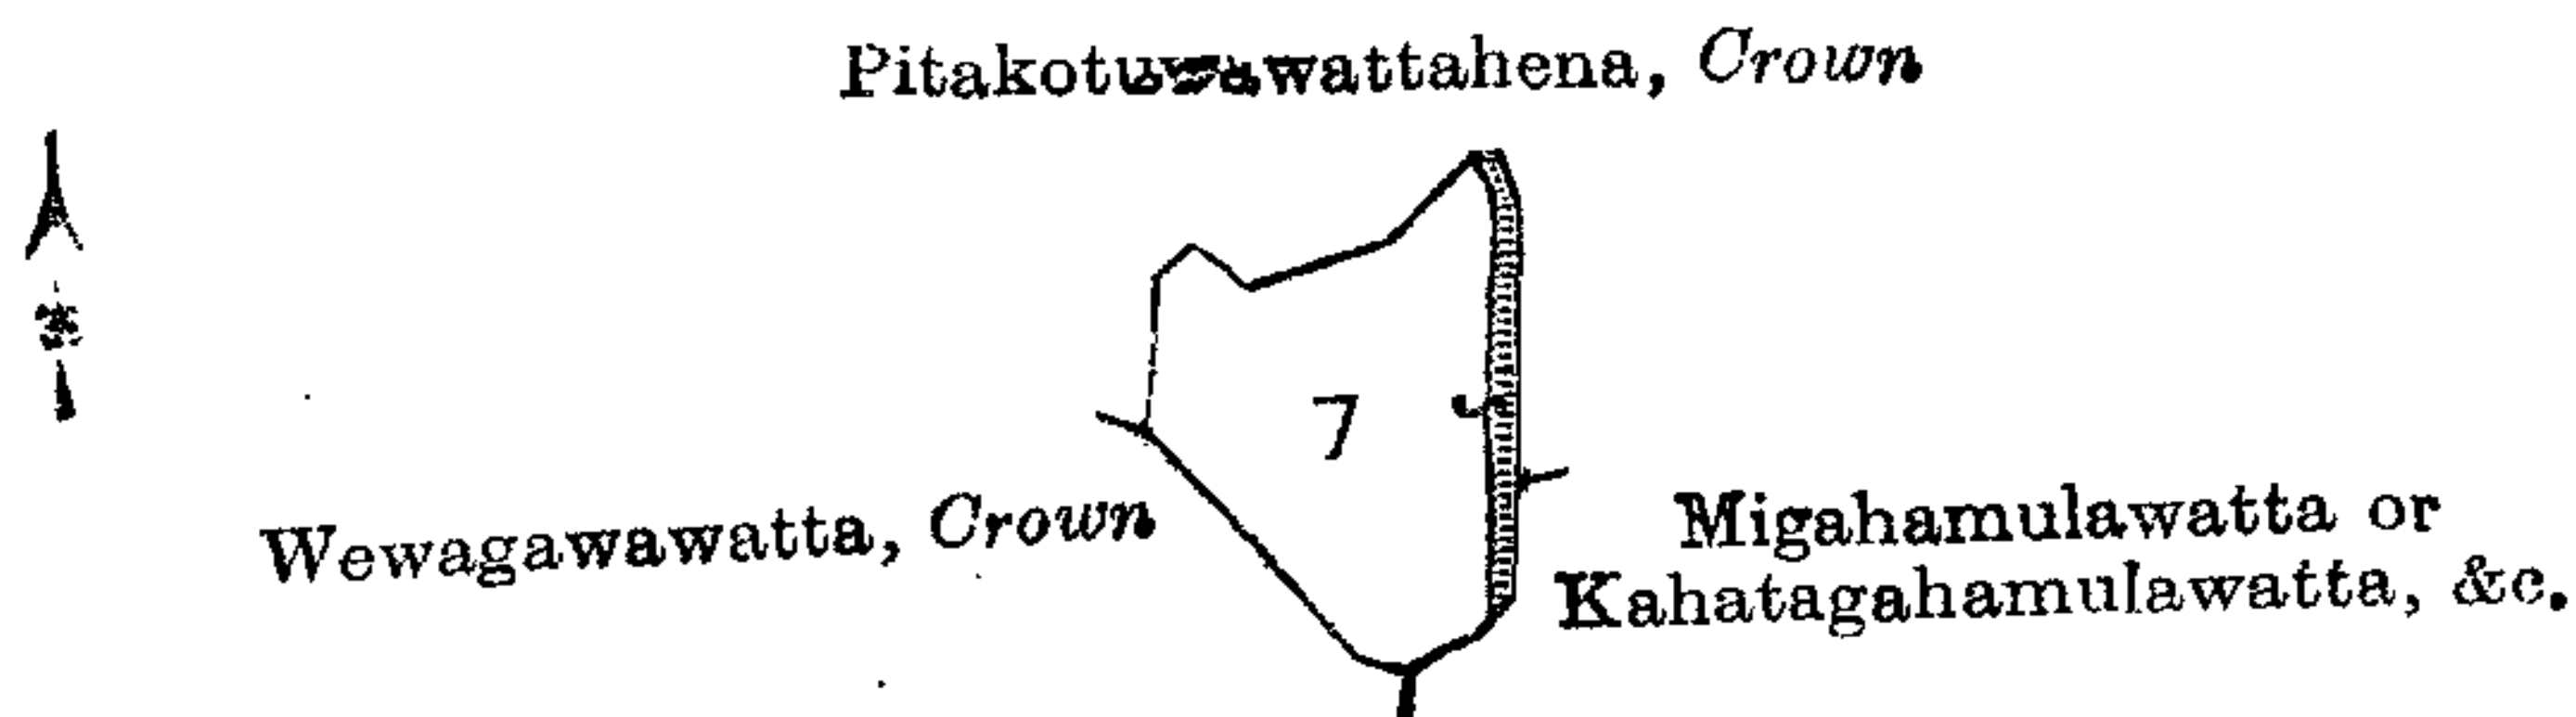 Pitakotuwawattahena, Crown
7
Wewagawawatta, Crown
Migahamulawatta or
Kahatagahamulawatta, &c.